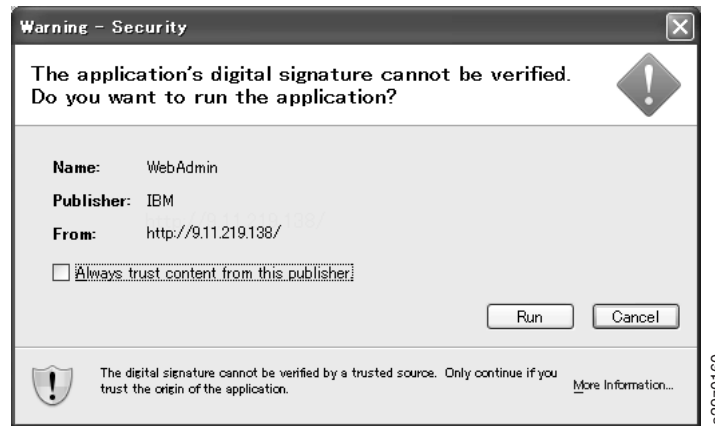 Warning - Security
The application's digital signature cannot be verified.
Do you want to run the application?
Name: WebAdmin
Publisher: IBM
From: http://9.11.219.138/
Always trust content from this publisher.
Run Cancel
The digital signature cannot be verified by a trusted source. Only continue if you
trust the origin of the application.
More Information...